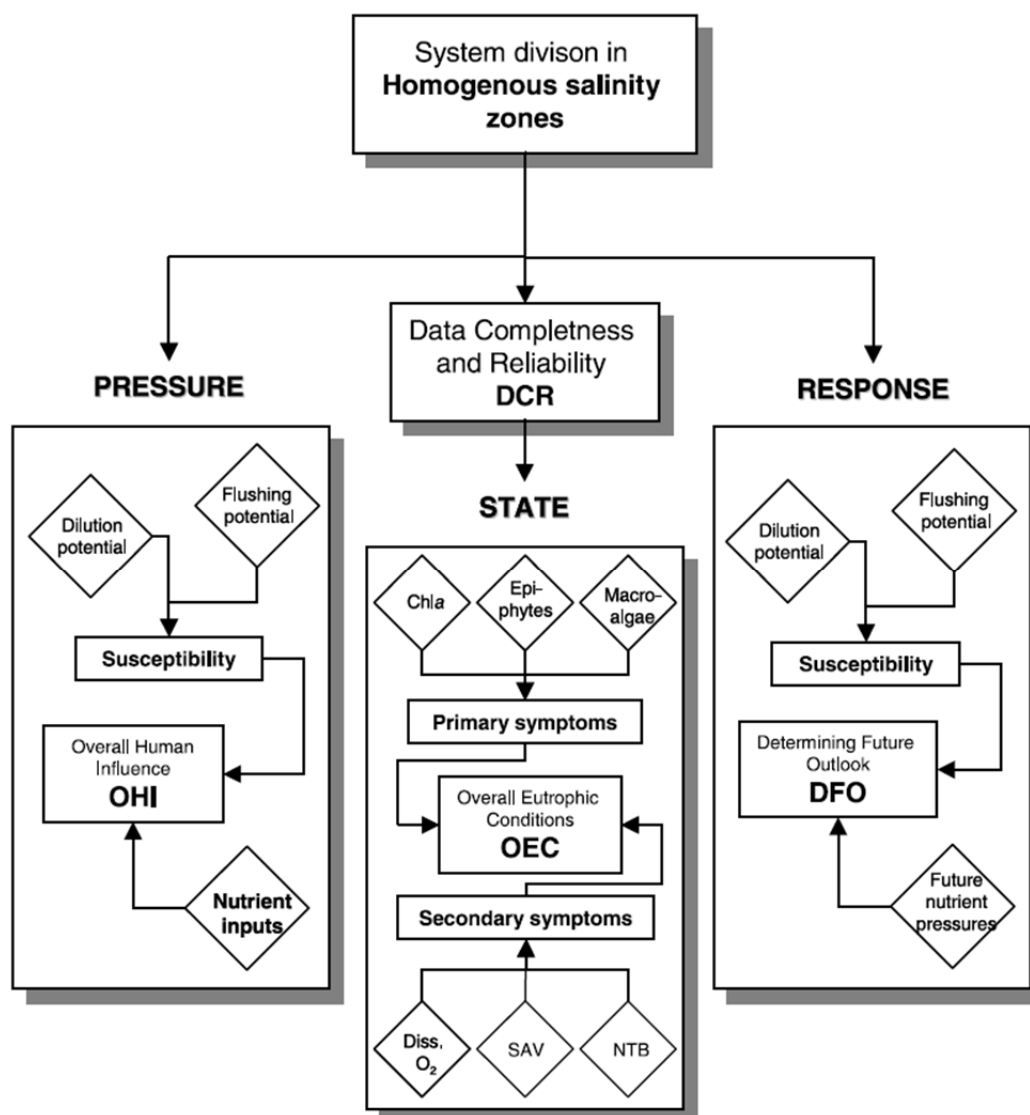 System divison in
Homogenous salinity
zones
Data Completness
and Reliability
DCR
PRESSURE
Dilution
potential
Flushing
potential
Susceptibility
Overall Human
Influence
OHI
Nutrient
inputs
STATE
Chla
Epi-
phytes
Macro-
algae
Primary symptoms
Overall Eutrophic
Conditions
OEC
Secondary symptoms
Diss.
O₂
SAV
NTB
RESPONSE
Dilution
potential
Flushing
potential
Susceptibility
Determining Future
Outlook
DFO
Future
nutrient
pressures